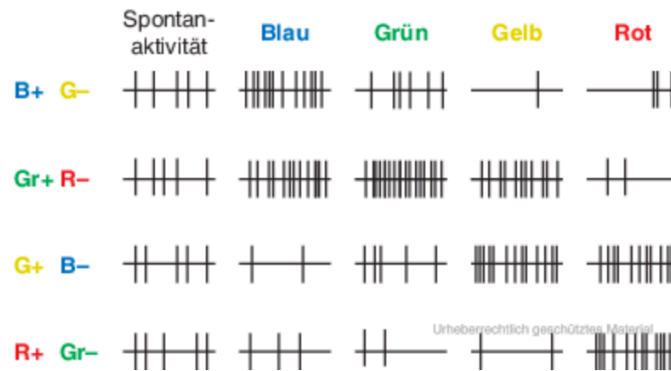 Spontan-
aktivität Blau Grün Gelb Rot
B+ G–
Gr+ R–
G+ B–
Urheberrechtlich geschütztes Material
R+ Gr–